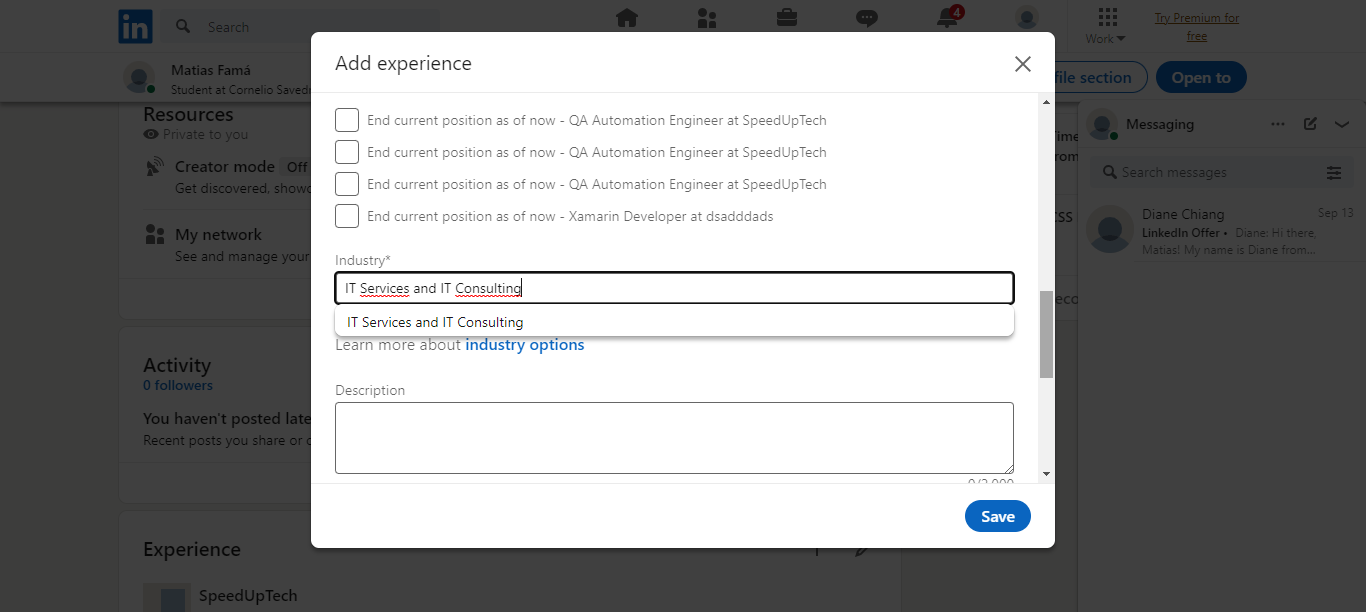 in
Search
4
Work
Try Premium for
free
Matias Famá
Student at Cornelio Saved
file section
Open to
Add experience
End current position as of now - QA Automation Engineer at SpeedUpTech
End current position as of now - QA Automation Engineer at SpeedUpTech
End current position as of now - QA Automation Engineer at SpeedUpTech
End current position as of now - Xamarin Developer at dsadddads
Industry*
IT Services and IT Consulting
IT Services and IT Consulting
Learn more about industry options
Description
0/2,000
Save
Resources
Private to you
Creator mode Off
Get discovered, show
My network
See and manage your
Activity
0 followers
You haven't posted late
Recent posts you share or
Experience
SpeedUpTech
Messaging
Search messages
Diane Chiang
Sep 13
LinkedIn Offer • Diane: Hi there,
Matias! My name is Diane from...